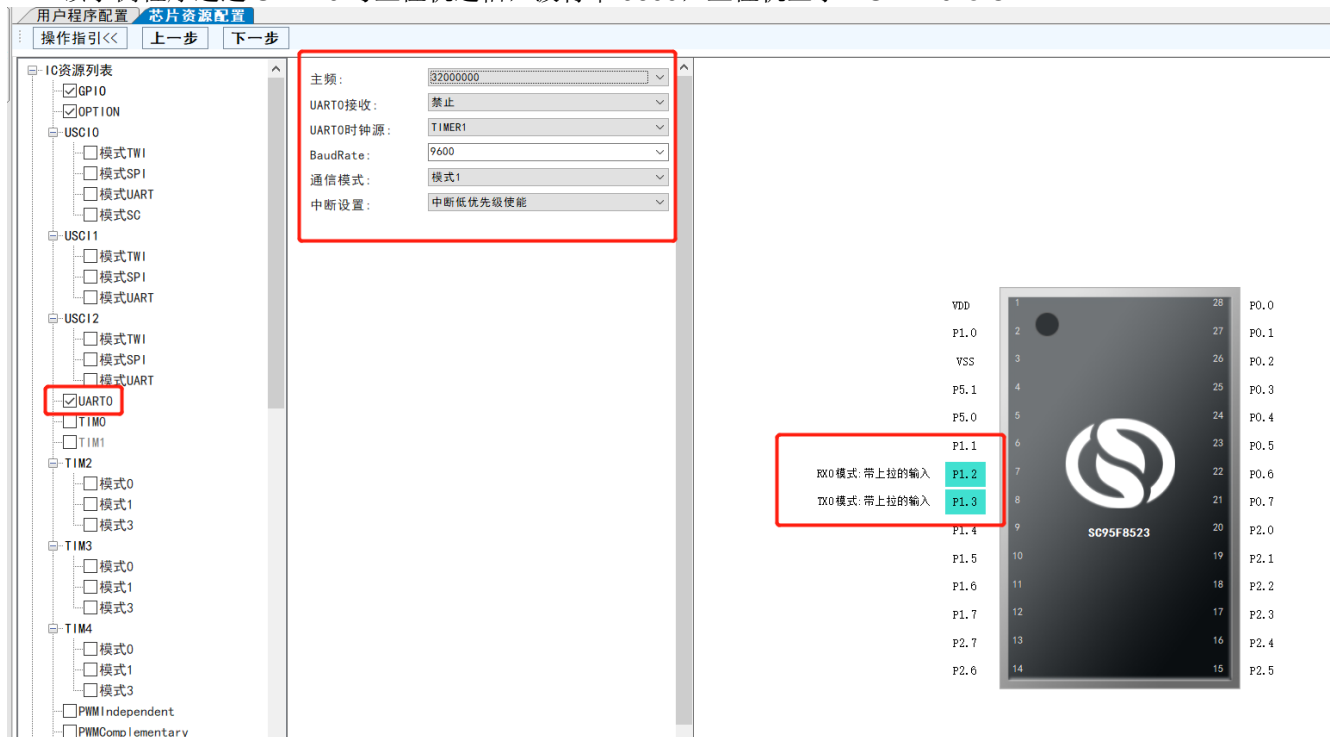 用户程序配置 芯片资源配置
操作指引<< 上一步 下一步
IC资源列表
GPIO
OPTION
USCI0
模式TWI
模式SPI
模式UART
模式SC
USCI1
模式TWI
模式SPI
模式UART
USCI2
模式TWI
模式SPI
模式UART
UART0
TIM0
TIM1
TIM2
模式0
模式1
模式3
TIM3
模式0
模式1
模式3
TIM4
模式0
模式1
模式3
PWMIndependent
PWMComplementary
主频: 32000000
UART0接收: 禁止
UART0时钟源: TIMER1
BaudRate: 9600
通信模式: 模式1
中断设置: 中断低优先级使能
VDD 1 28 P0.0
P1.0 2 27 P0.1
VSS 3 26 P0.2
P5.1 4 25 P0.3
P5.0 5 24 P0.4
P1.1 6 23 P0.5
RX0模式:带上拉的输入 P1.2 7 22 P0.6
TX0模式:带上拉的输入 P1.3 8 21 P0.7
P1.4 9 SC95F8523 20 P2.0
P1.5 10 19 P2.1
P1.6 11 18 P2.2
P1.7 12 17 P2.3
P2.7 13 16 P2.4
P2.6 14 15 P2.5